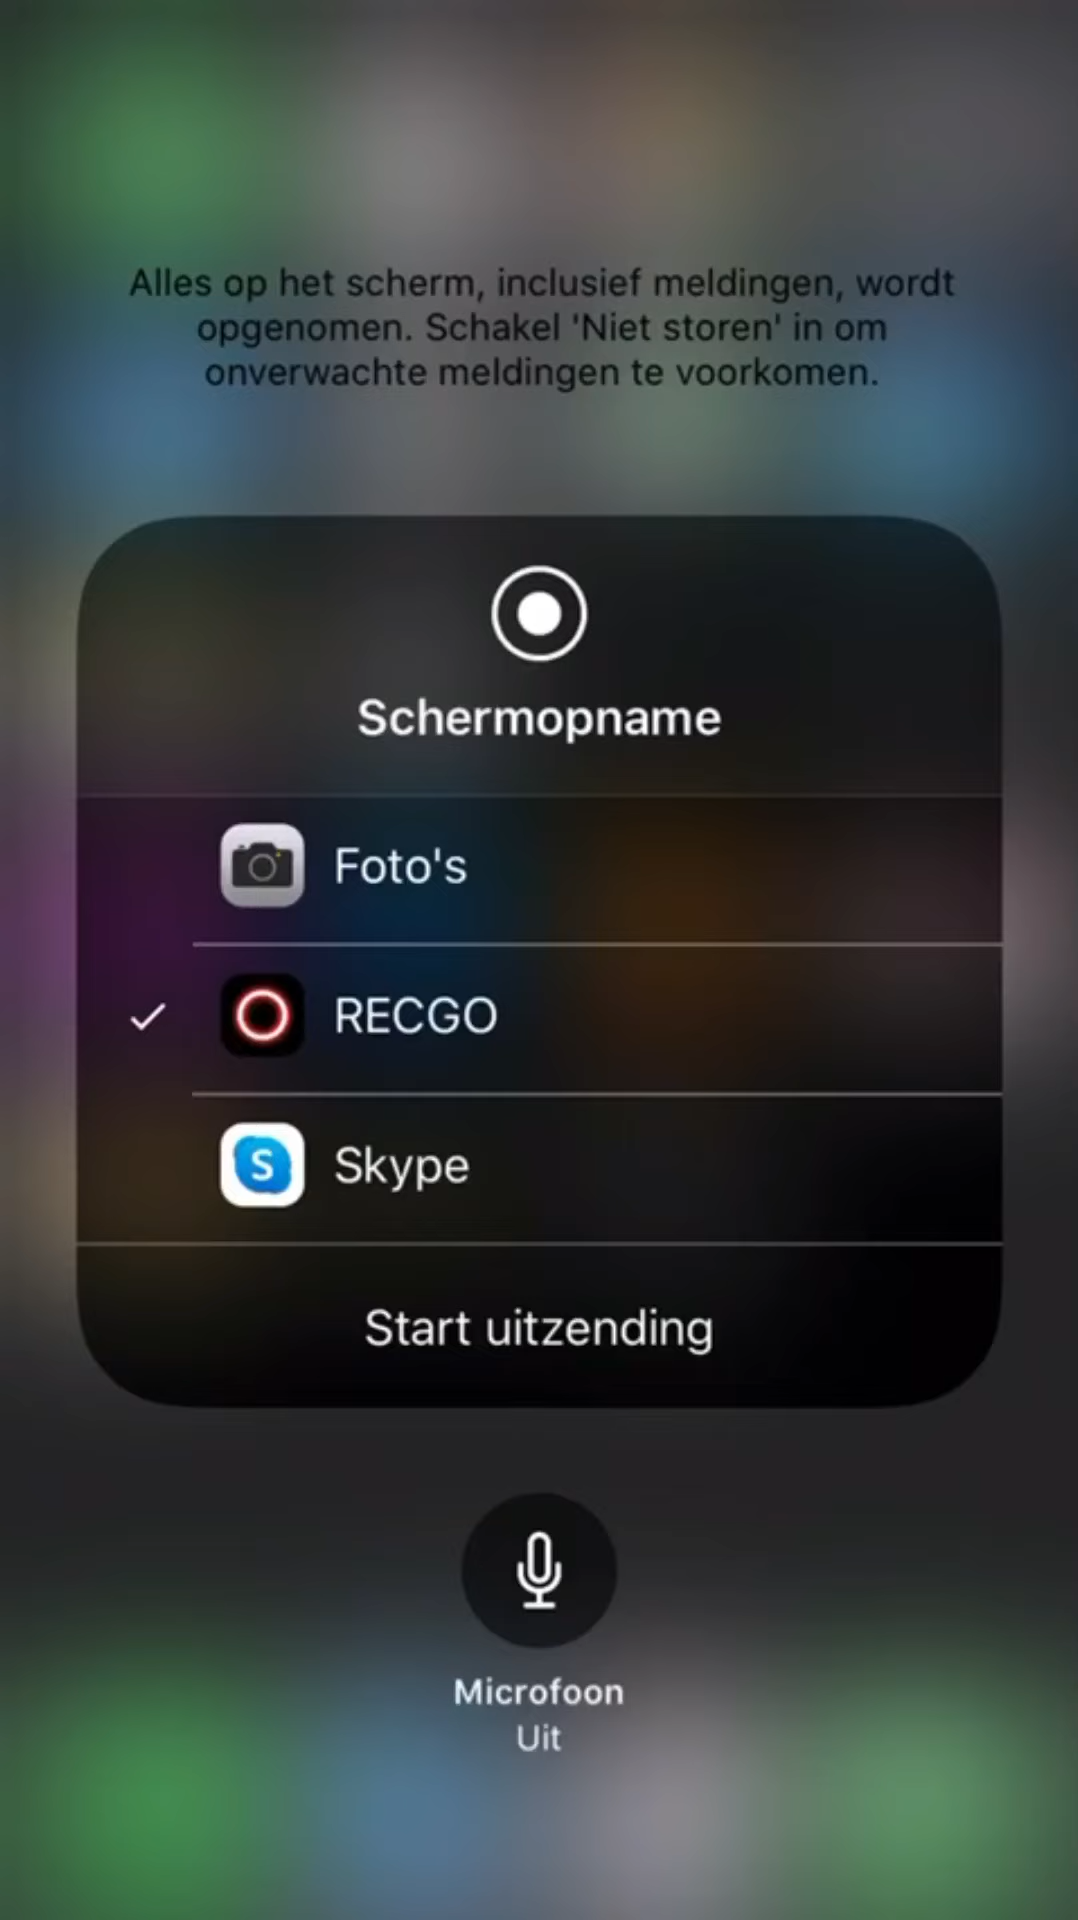 Alles op het scherm, inclusief meldingen, wordt
opgenomen. Schakel 'Niet storen' in om
onverwachte meldingen te voorkomen.
Schermopname
Foto's
RECGO
S
Skype
Start uitzending
Microfoon
Uit